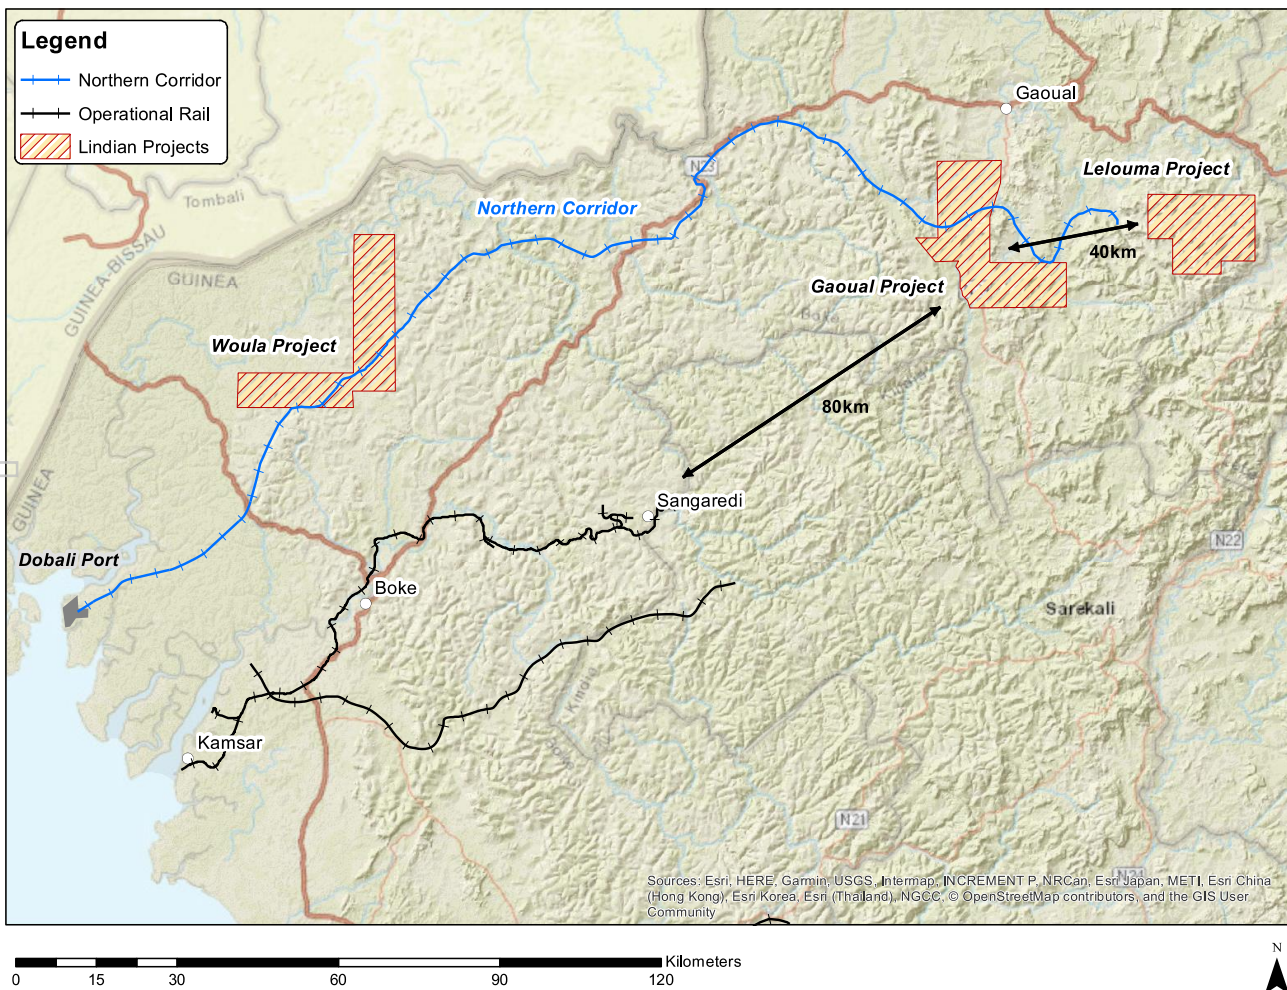 Legend
Northern Corridor
Operational Rail
Lindian Projects
Gaoual
N23
Lelouma Project
Tombali
Northern Corridor
GUINEA-BISSAU
GUINEA
40km
Gaoual Project
Woula Project
80km
GUINEA
Sangaredi
N22
Dobali Port
Boke
Sarekali
Kamsar
N21
Sources: Esri, HERE, Garmin, USGS, Intermap, INCREMENT P, NRCan, Esri Japan, METI, Esri China
(Hong Kong), Esri Korea, Esri (Thailand), NGCC, © OpenStreetMap contributors, and the GIS User
Community
Kilometers
0 15 30 60 90 120
N